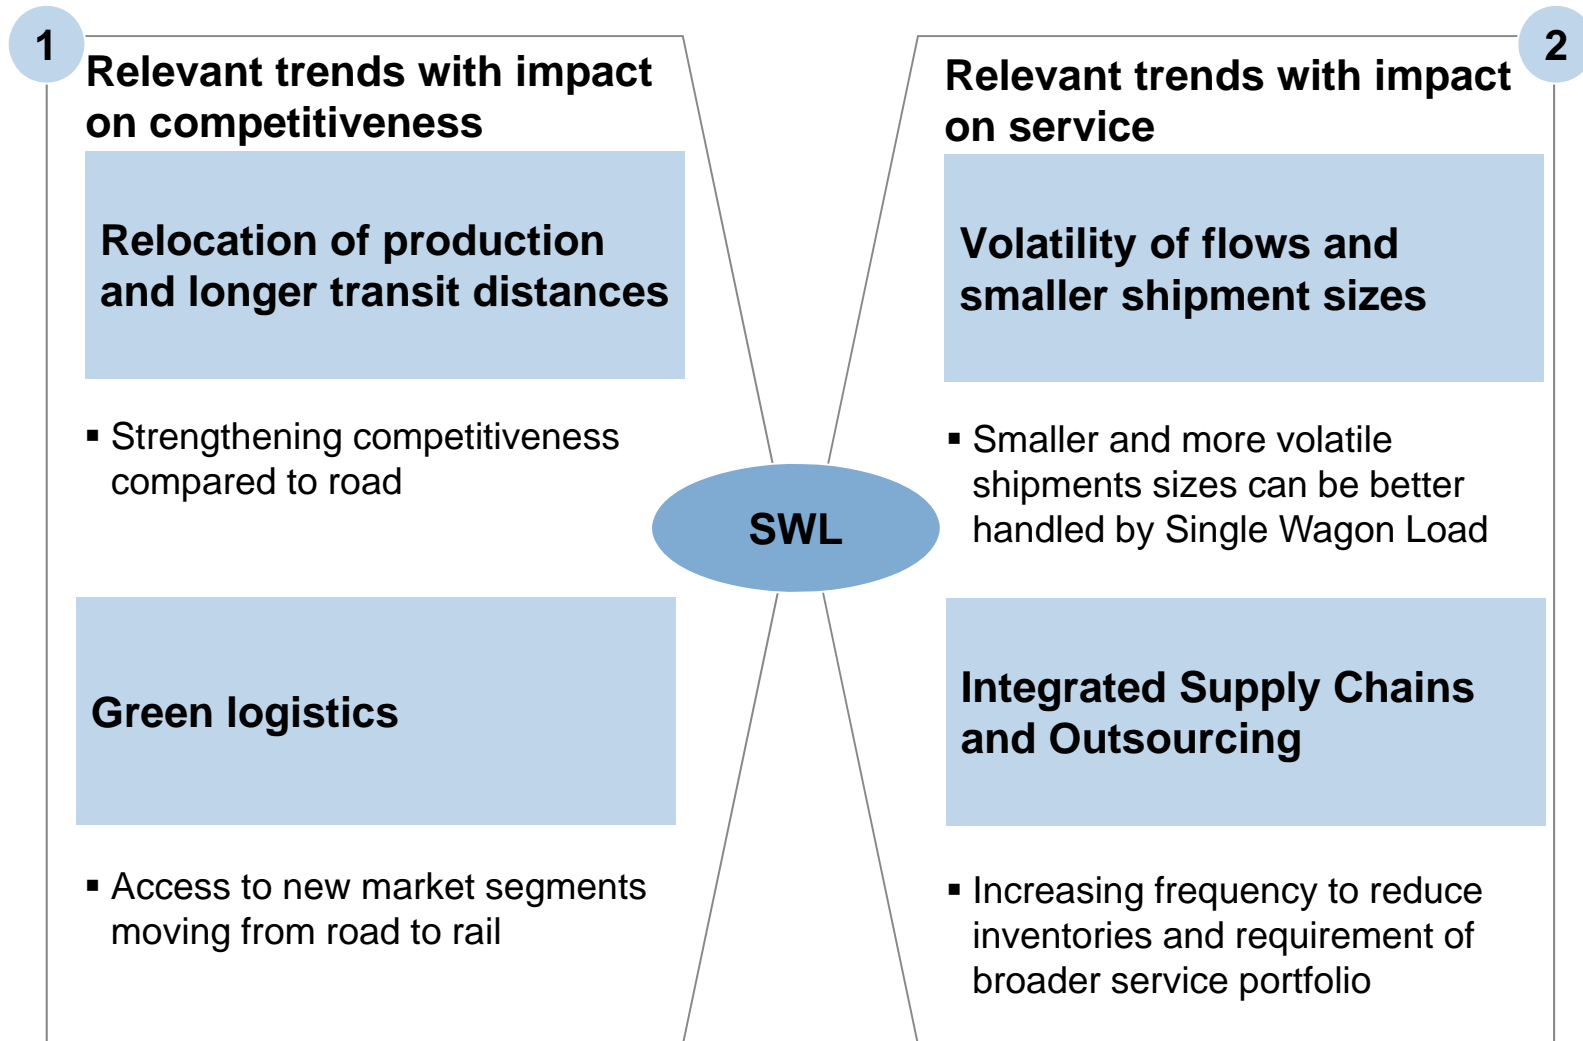 1
Relevant trends with impact
on competitiveness
Relocation of production
and longer transit distances
▪ Strengthening competitiveness
compared to road
Green logistics
▪ Access to new market segments
moving from road to rail
SWL
2
Relevant trends with impact
on service
Volatility of flows and
smaller shipment sizes
▪ Smaller and more volatile
shipments sizes can be better
handled by Single Wagon Load
Integrated Supply Chains
and Outsourcing
▪ Increasing frequency to reduce
inventories and requirement of
broader service portfolio